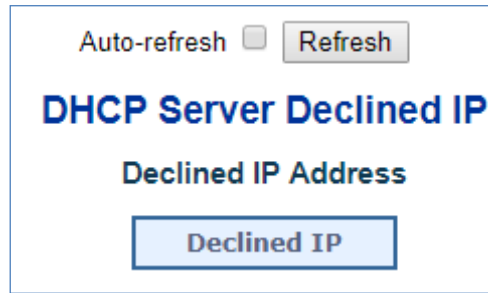 Auto-refresh Refresh
DHCP Server Declined IP
Declined IP Address
Declined IP